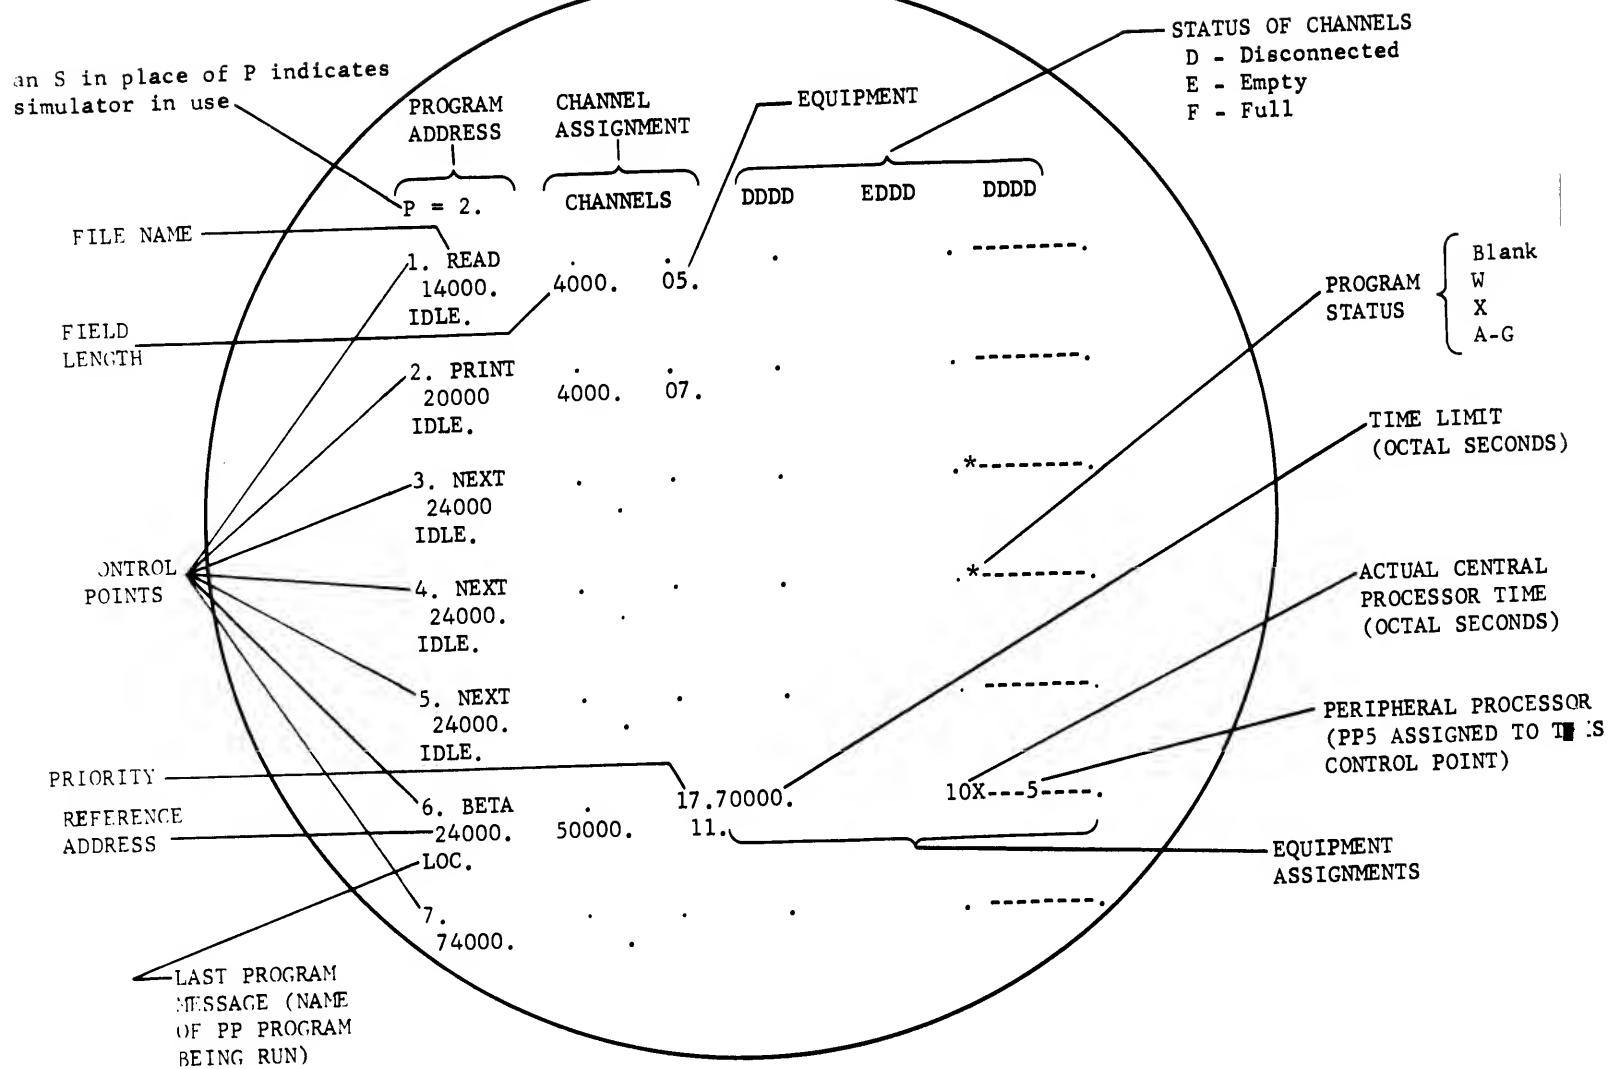 STATUS OF CHANNELS
D - Disconnected
E - Empty
F - Full
an S in place of P indicates
simulator in use
PROGRAM
ADDRESS
CHANNEL
ASSIGNMENT
EQUIPMENT
P = 2.
CHANNELS
DDDD EDDD DDDD
FILE NAME
1. READ . . . . ---------.
14000. 4000. 05.
IDLE.
FIELD
LENGTH
PROGRAM
STATUS
Blank
W
X
A-G
2. PRINT . . . . ---------.
20000 4000. 07.
IDLE.
TIME LIMIT
(OCTAL SECONDS)
3. NEXT . . . .*---------.
24000 .
IDLE.
ONTROL
POINTS
4. NEXT . . . .*---------.
24000. .
IDLE.
ACTUAL CENTRAL
PROCESSOR TIME
(OCTAL SECONDS)
5. NEXT . . . . ---------.
24000. .
IDLE.
PERIPHERAL PROCESSOR
(PP5 ASSIGNED TO
CONTROL POINT)
PRIORITY
6. BETA . 17.70000. 10X---5----.
REFERENCE
ADDRESS
24000. 50000. 11.
LOC.
EQUIPMENT
ASSIGNMENTS
7. . . . . ---------.
74000. .
LAST PROGRAM
MESSAGE (NAME
OF PP PROGRAM
BEING RUN)